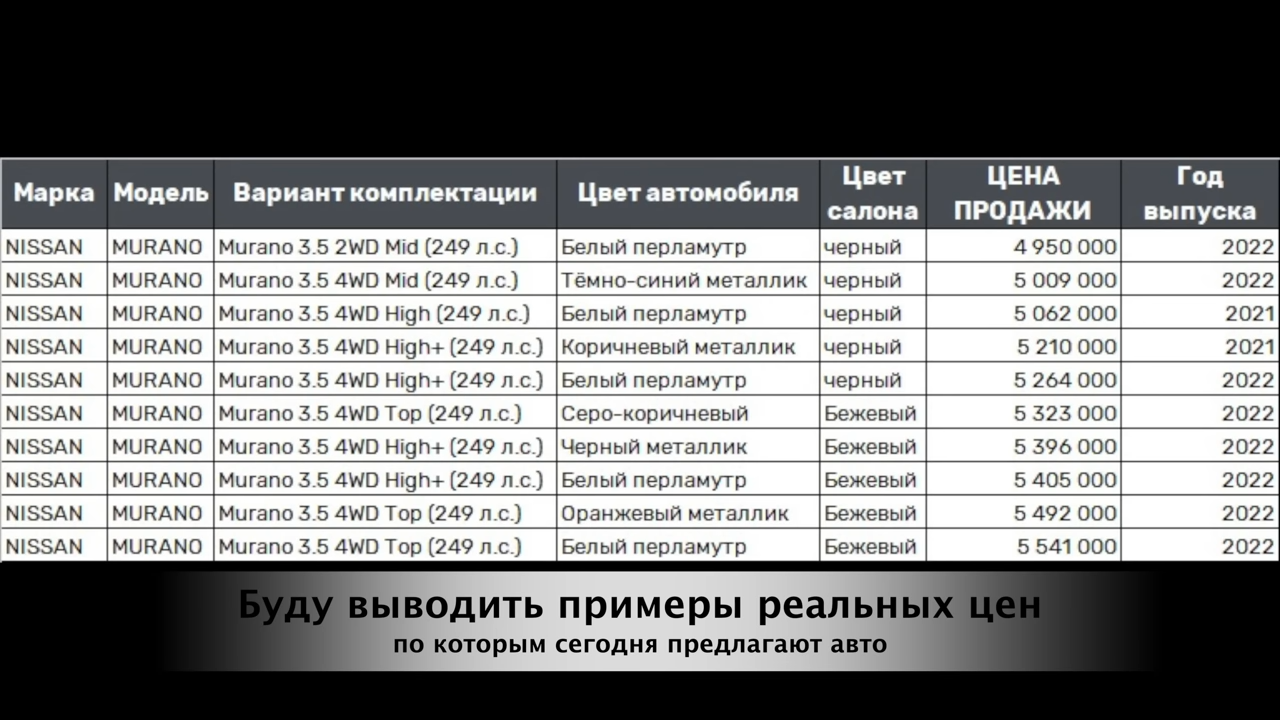 Марка Модель Вариант комплектации Цвет автомобиля Цвет салона ЦЕНА ПРОДАЖИ Год выпуска
NISSAN MURANO Murano 3.5 2WD Mid (249 л.с.) Белый перламутр черный 4 950 000 2022
NISSAN MURANO Murano 3.5 4WD Mid (249 л.с.) Тёмно-синий металлик черный 5 009 000 2022
NISSAN MURANO Murano 3.5 4WD High (249 л.с.) Белый перламутр черный 5 062 000 2021
NISSAN MURANO Murano 3.5 4WD High+ (249 л.с.) Коричневый металлик черный 5 210 000 2021
NISSAN MURANO Murano 3.5 4WD High+ (249 л.с.) Белый перламутр черный 5 264 000 2022
NISSAN MURANO Murano 3.5 4WD Top (249 л.с.) Серо-коричневый Бежевый 5 323 000 2022
NISSAN MURANO Murano 3.5 4WD High+ (249 л.с.) Черный металлик Бежевый 5 396 000 2022
NISSAN MURANO Murano 3.5 4WD High+ (249 л.с.) Белый перламутр Бежевый 5 405 000 2022
NISSAN MURANO Murano 3.5 4WD Top (249 л.с.) Оранжевый металлик Бежевый 5 492 000 2022
NISSAN MURANO Murano 3.5 4WD Top (249 л.с.) Белый перламутр Бежевый 5 541 000 2022
Буду выводить примеры реальных цен
по которым сегодня предлагают авто